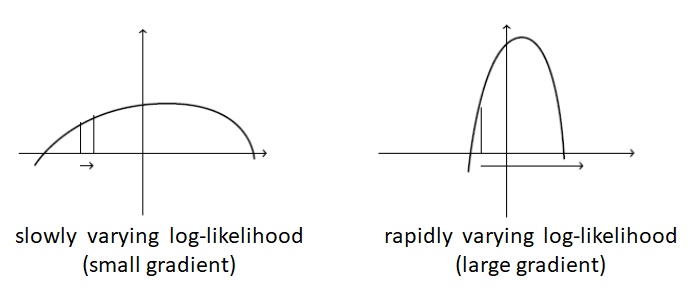 slowly varying log-likelihood
(small gradient)
rapidly varying log-likelihood
(large gradient)